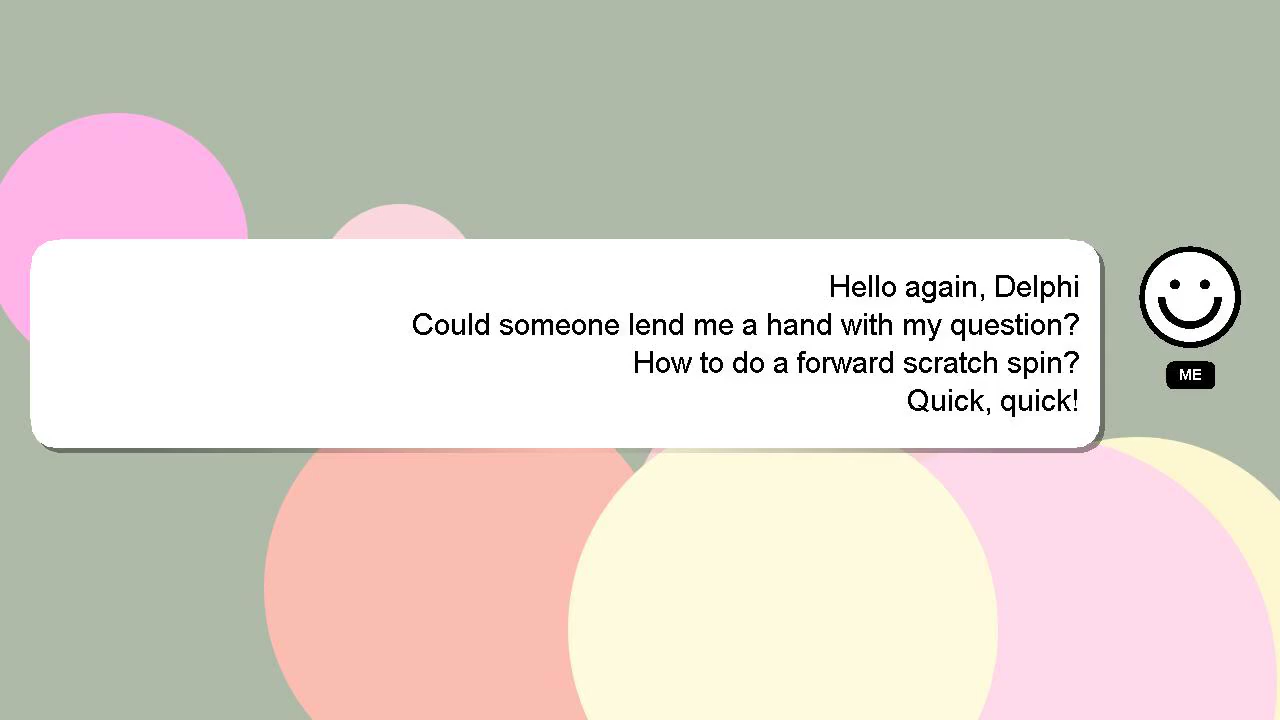 Hello again, Delphi
Could someone lend me a hand with my question?
How to do a forward scratch spin?
Quick, quick!
ME